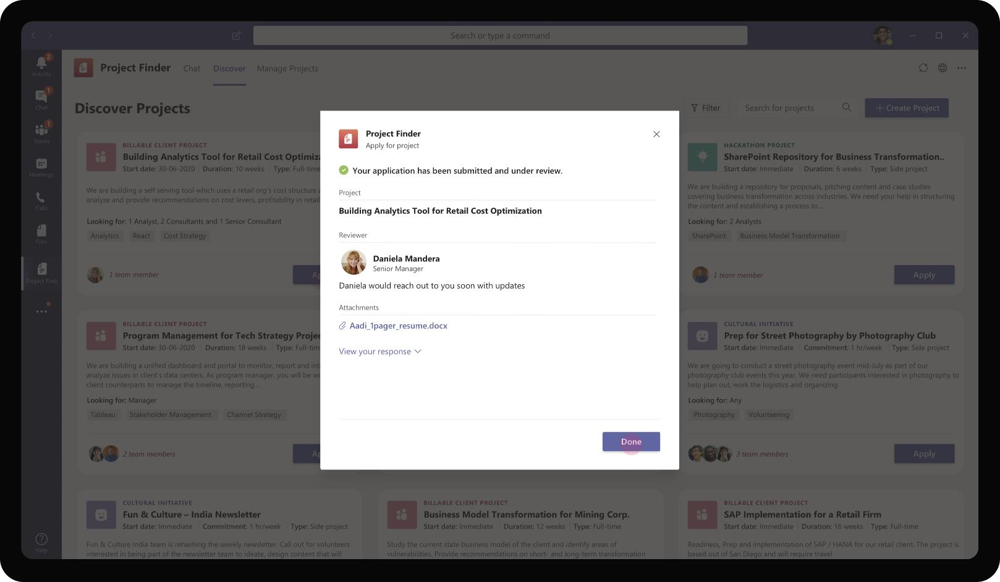 Search or type a command
2
Activity
1
Chat
1
Teams
Meetings
Calls
Files
Project Find..
Help
Project Finder
Chat
Discover
Manage Projects
Discover Projects
Filter
Search for projects
Create Project
BILLABLE CLIENT PROJECT
Building Analytics Tool for Retail Cost Optimiza
Start date: 30-06-2020 Duration: 10 weeks Type: Full-time
We are building a self serving tool which uses a retail org's cost structure
analyze and provide recommendations on cost levers, profitability in retail
Looking for: 1 Analyst, 2 Consultants and 1 Senior Consultant
Analytics React Cost Strategy
1 team member
HACKATHON PROJECT
SharePoint Repository for Business Transformation..
Start date: Immediate Duration: 6 weeks Type: Side project
We are building a repository for proposals, pitching content and case studies
covering business transformation across industries. We need your help in structuring
the content and establishing a process to...
Looking for: 2 Analysts
SharePoint Business Model Transformation
1 team member
Apply
Project Finder
Apply for project
Your application has been submitted and under review.
Project
Building Analytics Tool for Retail Cost Optimization
Reviewer
Daniela Mandera
Senior Manager
Daniela would reach out to you soon with updates
Attachments
Aadi_1pager_resume.docx
View your response
Done
BILLABLE CLIENT PROJECT
Program Management for Tech Strategy Projec
Start date: 30-06-2020 Duration: 18 weeks Type: Full-tim
We are building a unified dashboard and portal to monitor, report and int
analyze issues in client's data centers. As program manager, you will be wo
client counterparts to manage the timeline, reporting...
Looking for: Manager
Tableau Stakeholder Management Channel Strategy
2 team members
CULTURAL INITIATIVE
Prep for Street Photography by Photography Club
Start date: Immediate Commitment: 1 hr/week Type: Side project
We are going to conduct a street photography event mid-July as part of our
photography club events this year. We need participants interested in photography to
help plan out, work the logistics and organizing
Looking for: Any
Photography Volunteering
3 team members
Apply
CULTURAL INITIATIVE
Fun & Culture – India Newsletter
Start date: Immediate Commitment: 1 hr/week Type: Side project
Fun & Culture India team is rehashing the weekly newsletter. Call out for volunteers
interested in being part of the newsletter team to ideate, design content that will
BILLABLE CLIENT PROJECT
Business Model Transformation for Mining Corp.
Start date: Immediate Duration: 12 weeks Type: Full-time
Study the current state business model of the client and identify areas of
vulnerabilities. Provide recommendations on short- and long-term transformation
BILLABLE CLIENT PROJECT
SAP Implementation for a Retail Firm
Start date: Immediate Duration: 16 weeks Type: Full-time
Readiness, Prep and implementation of SAP / HANA for our retail client. The project is
based out of San Diego and will require travel